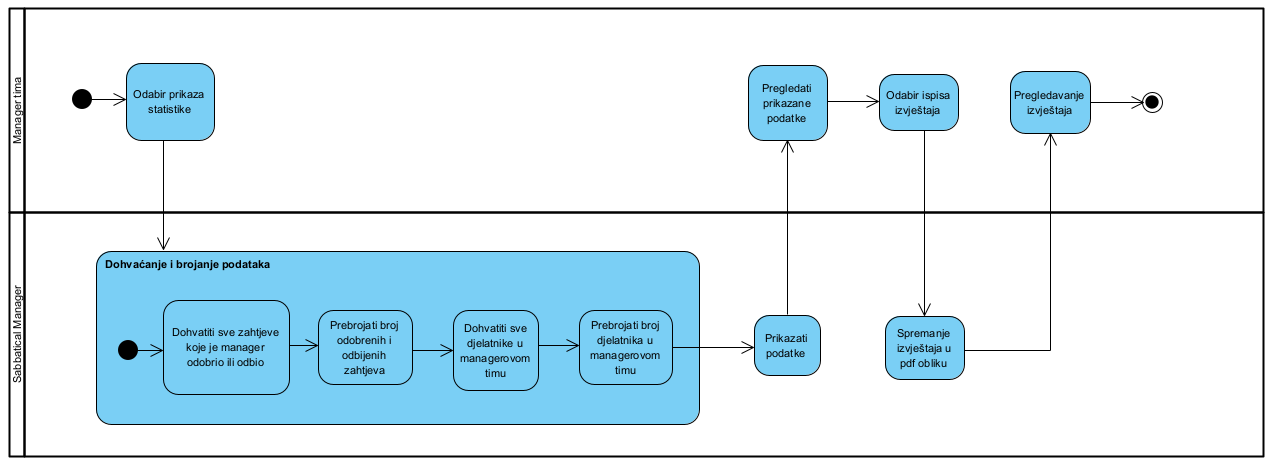 Manager tima
Odabir prikaza
statistike
Pregledati
prikazane
podatke
Odabir ispisa
izvještaja
Pregledavanje
izvještaja
Sabbatical Manager
Dohvaćanje i brojanje podataka
Dohvatiti sve zahtjeve
koje je manager
odobrio ili odbio
Prebrojati broj
odobrenih i
odbijenih
zahtjeva
Dohvatiti sve
djelatnike u
managerovom
timu
Prebrojati broj
djelatnika u
managerovom
timu
Prikazati
podatke
Spremanje
izvještaja u
pdf obliku